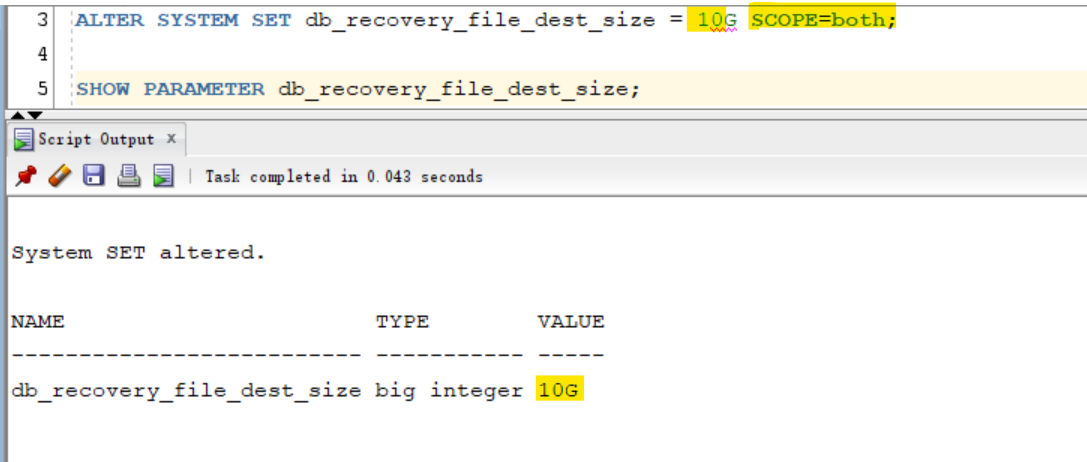 3 ALTER SYSTEM SET db_recovery_file_dest_size = 10G SCOPE=both;
4
5 SHOW PARAMETER db_recovery_file_dest_size;
Script Output x
Task completed in 0.043 seconds
System SET altered.
NAME TYPE VALUE
-------------------------- ----------- -----
db_recovery_file_dest_size big integer 10G